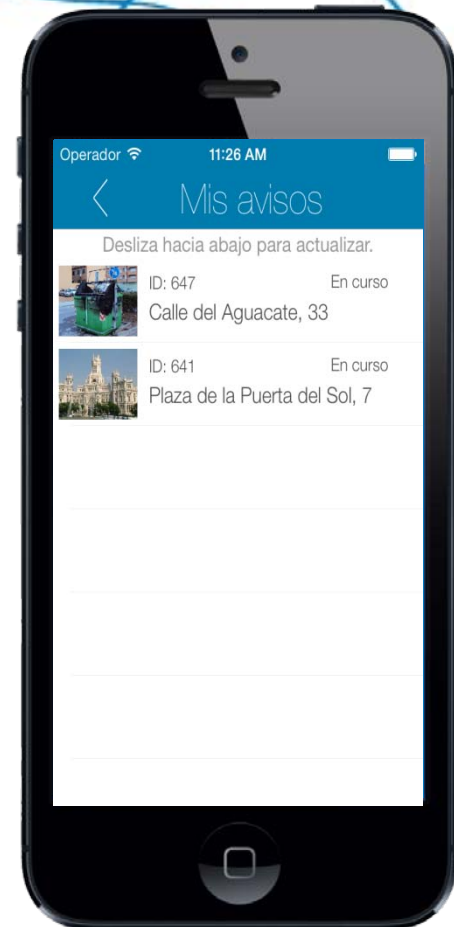 Operador 11:26 AM
Mis avisos
Desliza hacia abajo para actualizar.
ID: 647 En curso
Calle del Aguacate, 33
ID: 641 En curso
Plaza de la Puerta del Sol, 7